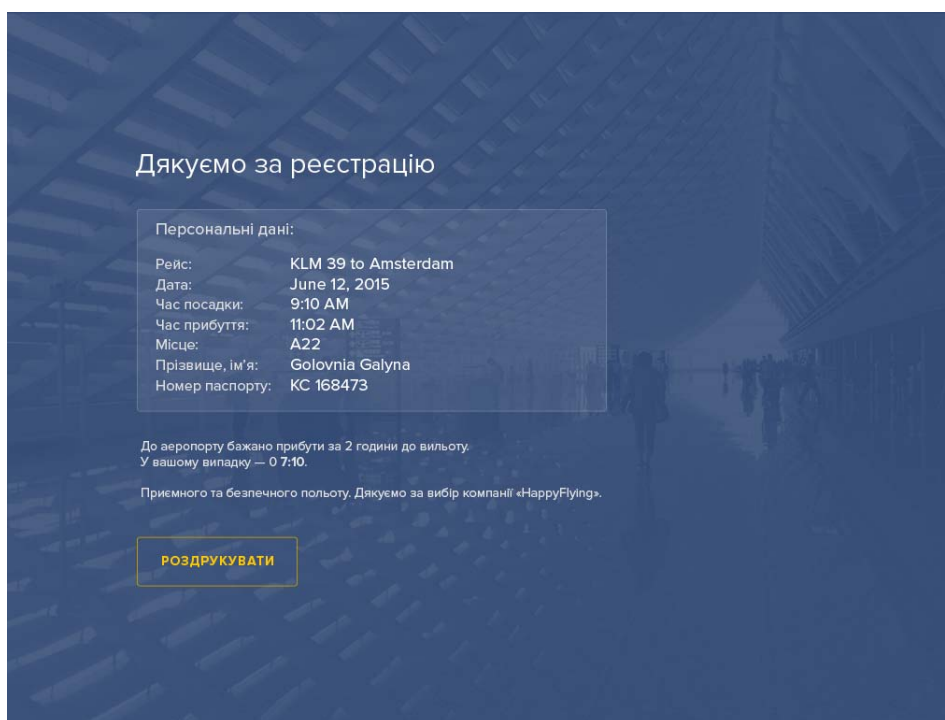 Дякуємо за реєстрацію
Персональні дані:
Рейс: KLM 39 to Amsterdam
Дата: June 12, 2015
Час посадки: 9:10 AM
Час прибуття: 11:02 AM
Місце: A22
Прізвище, ім'я: Golovnia Galyna
Номер паспорту: KC 168473
До аеропорту бажано прибути за 2 години до вильоту.
У вашому випадку — 0 7:10.
Приємного та безпечного польоту. Дякуємо за вибір компанії «HappyFlying».
РОЗДРУКУВАТИ